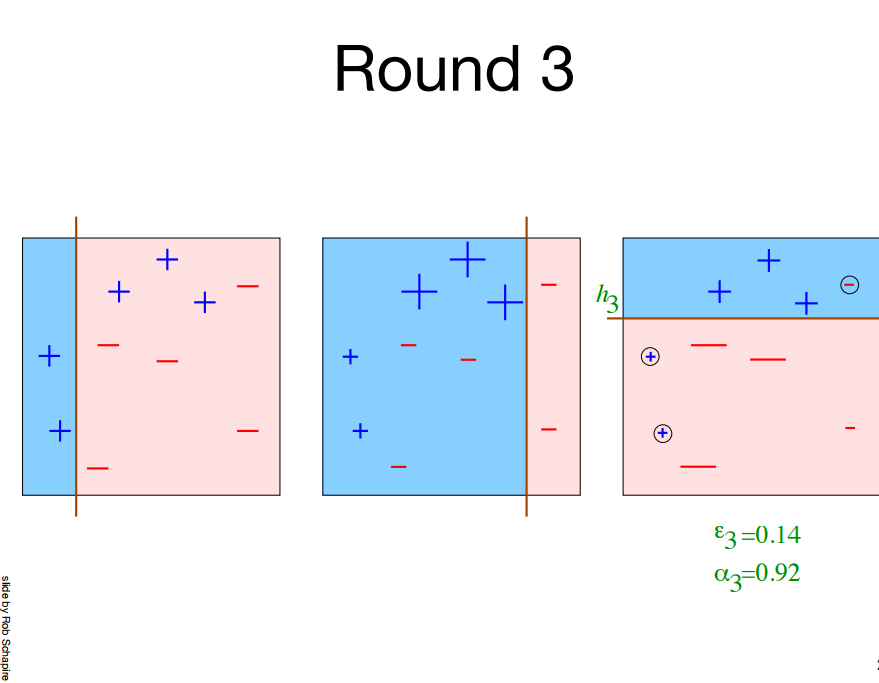 Round 3
h3
ε3=0.14
α3=0.92
slide by Rob Schapire